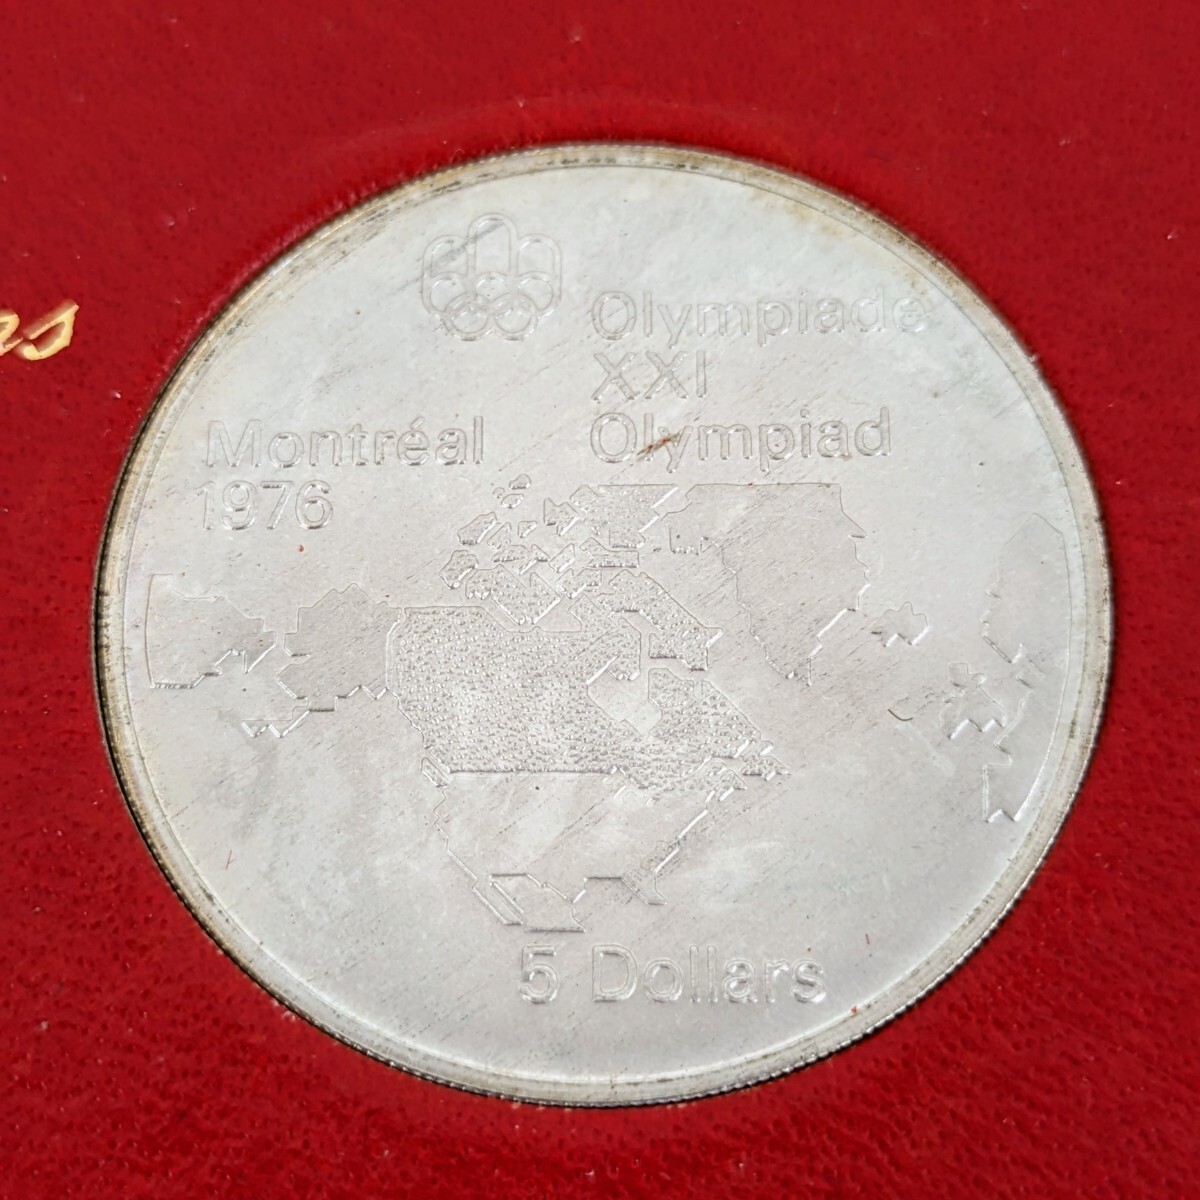 Olympiade
XXI
Olympiad
Montréal
1976
5 Dollars